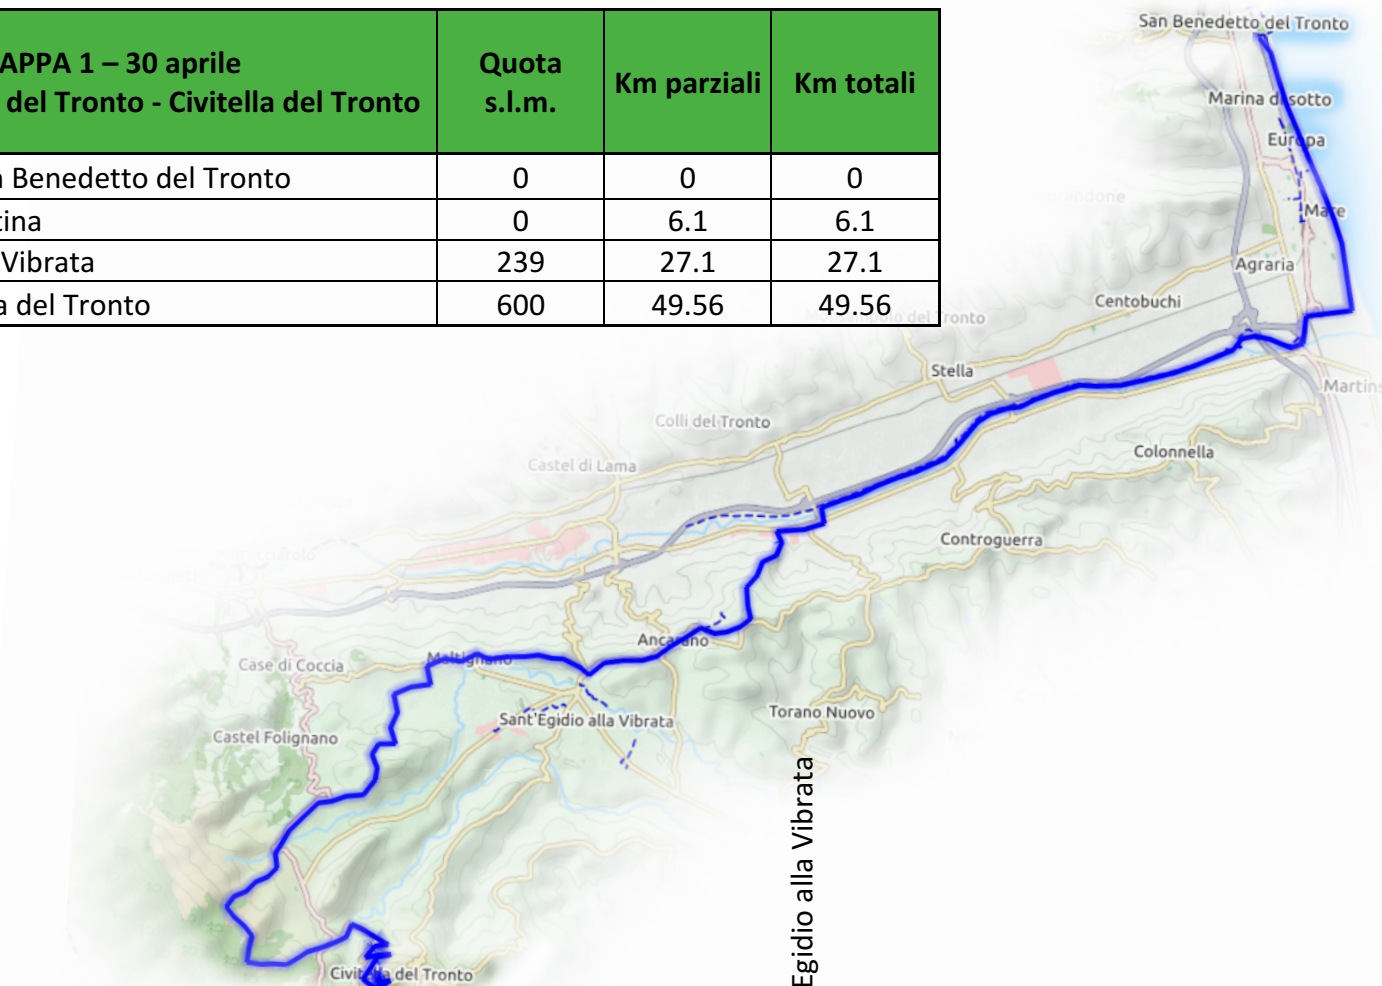 APPA 1 – 30 aprile
del Tronto - Civitella del Tronto
Quota
s.l.m.
Km parziali
Km totali
Benedetto del Tronto
0
0
0
tina
0
6.1
6.1
Vibrata
239
27.1
27.1
a del Tronto
600
49.56
49.56
San Benedetto del Tronto
Marina di sotto
Europa
Mare
Agraria
Centobuchi
del Tronto
Stella
Martins
Colli del Tronto
Colonnella
Castel di Lama
Controguerra
Ancarano
Case di Coccia
Maltignano
Sant'Egidio alla Vibrata
Torano Nuovo
Castel Folignano
Egidio alla Vibrata
Civitella del Tronto